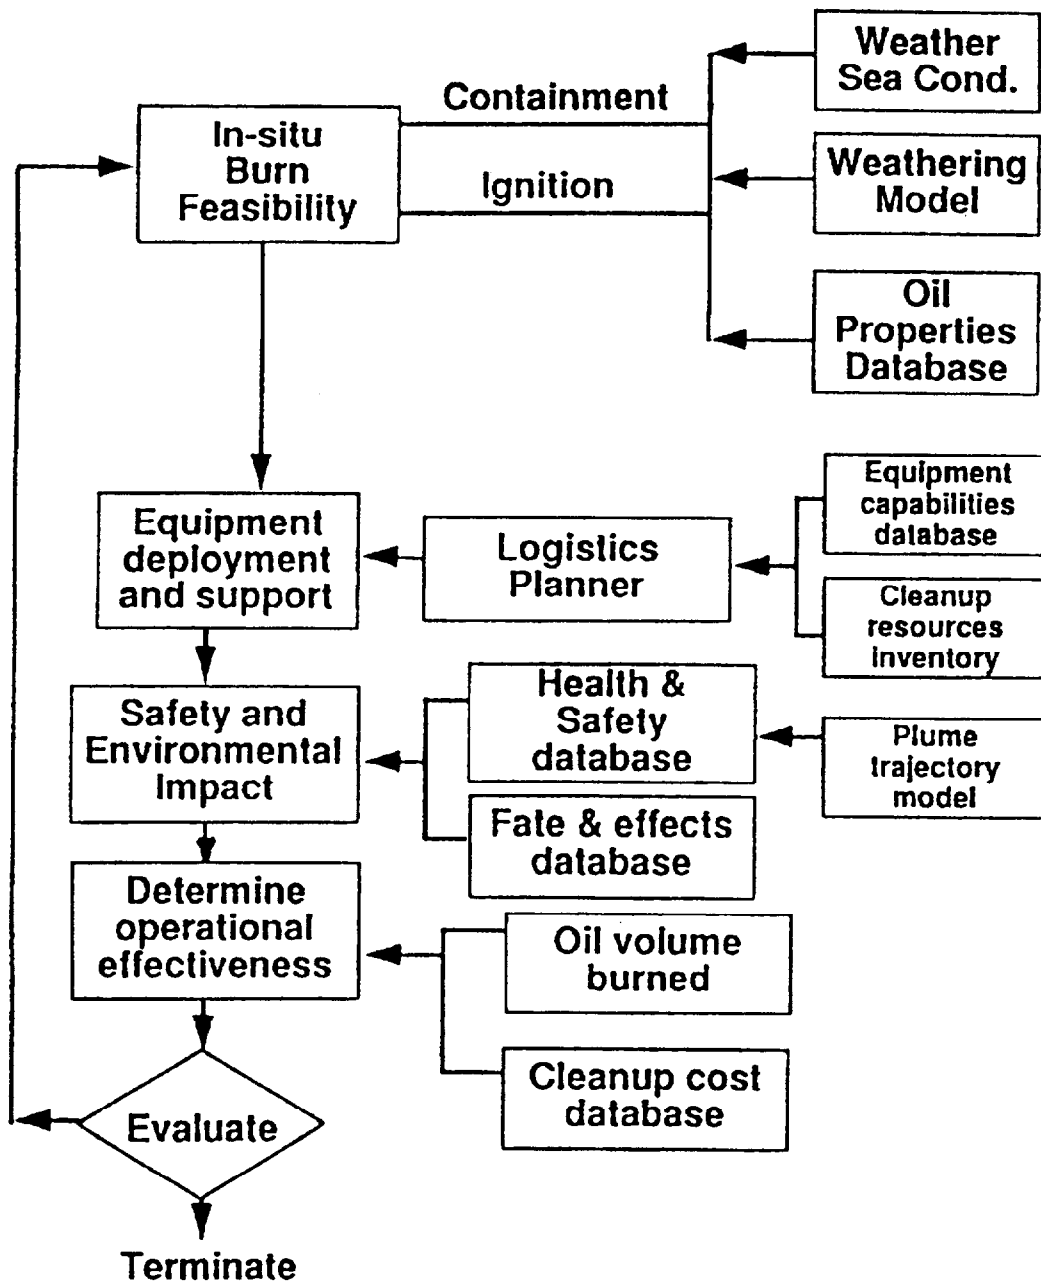 Weather
Sea Cond.
Containment
In-situ
Burn
Feasibility
Ignition
Weathering
Model
Oil
Properties
Database
Equipment
capabilities
database
Equipment
deployment
and support
Logistics
Planner
Cleanup
resources
inventory
Safety and
Environmental
Impact
Health &
Safety
database
Plume
trajectory
model
Fate & effects
database
Determine
operational
effectiveness
Oil volume
burned
Cleanup cost
database
Evaluate
Terminate